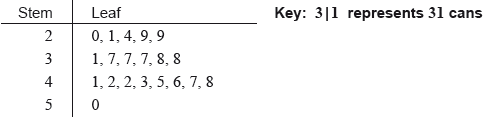 Stem Leaf Key: 3|1 represents 31 cans
2 0, 1, 4, 9, 9
3 1, 7, 7, 7, 8, 8
4 1, 2, 2, 3, 5, 6, 7, 8
5 0